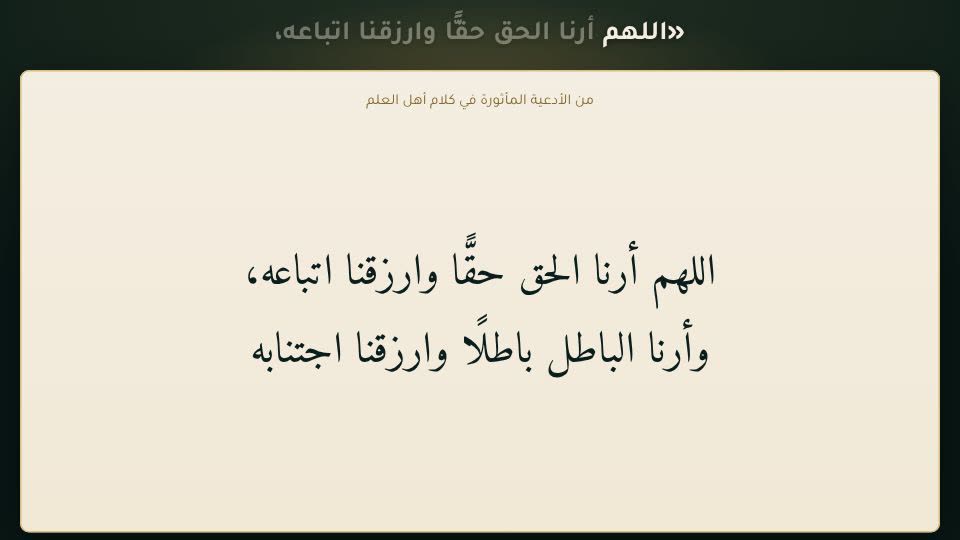 «اللهم أرنا الحق حقًّا وارزقنا اتباعه،
من الأدعية المأثورة في كلام أهل العلم
اللهم أرنا الحق حقًّا وارزقنا اتباعه،
وأرنا الباطل باطلًا وارزقنا اجتنابه